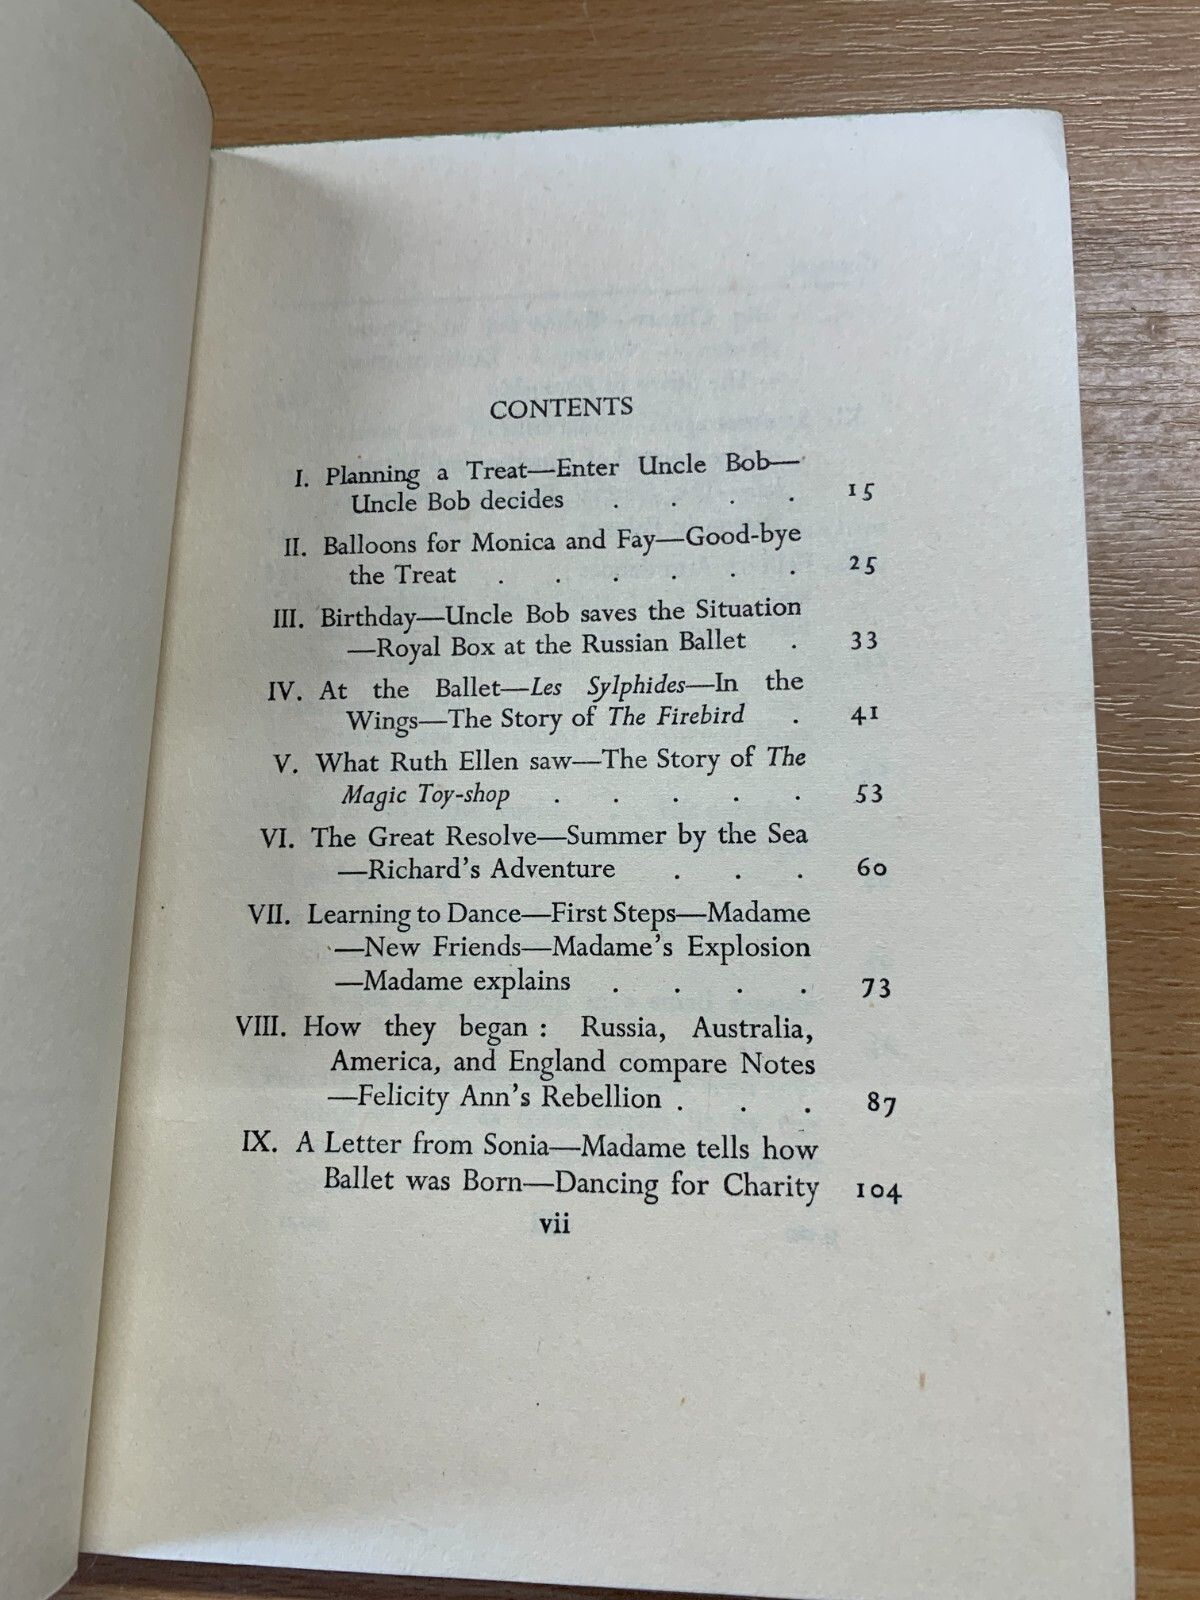 CONTENTS
I. Planning a Treat—Enter Uncle Bob—
Uncle Bob decides . . . . 15
II. Balloons for Monica and Fay—Good-bye
the Treat . . . . . . 25
III. Birthday—Uncle Bob saves the Situation
—Royal Box at the Russian Ballet . 33
IV. At the Ballet—Les Sylphides—In the
Wings—The Story of The Firebird . 41
V. What Ruth Ellen saw—The Story of The
Magic Toy-shop . . . . . 53
VI. The Great Resolve—Summer by the Sea
—Richard's Adventure . . . 60
VII. Learning to Dance—First Steps—Madame
—New Friends—Madame's Explosion
—Madame explains . . . . 73
VIII. How they began : Russia, Australia,
America, and England compare Notes
—Felicity Ann's Rebellion . . . 87
IX. A Letter from Sonia—Madame tells how
Ballet was Born—Dancing for Charity 104
vii